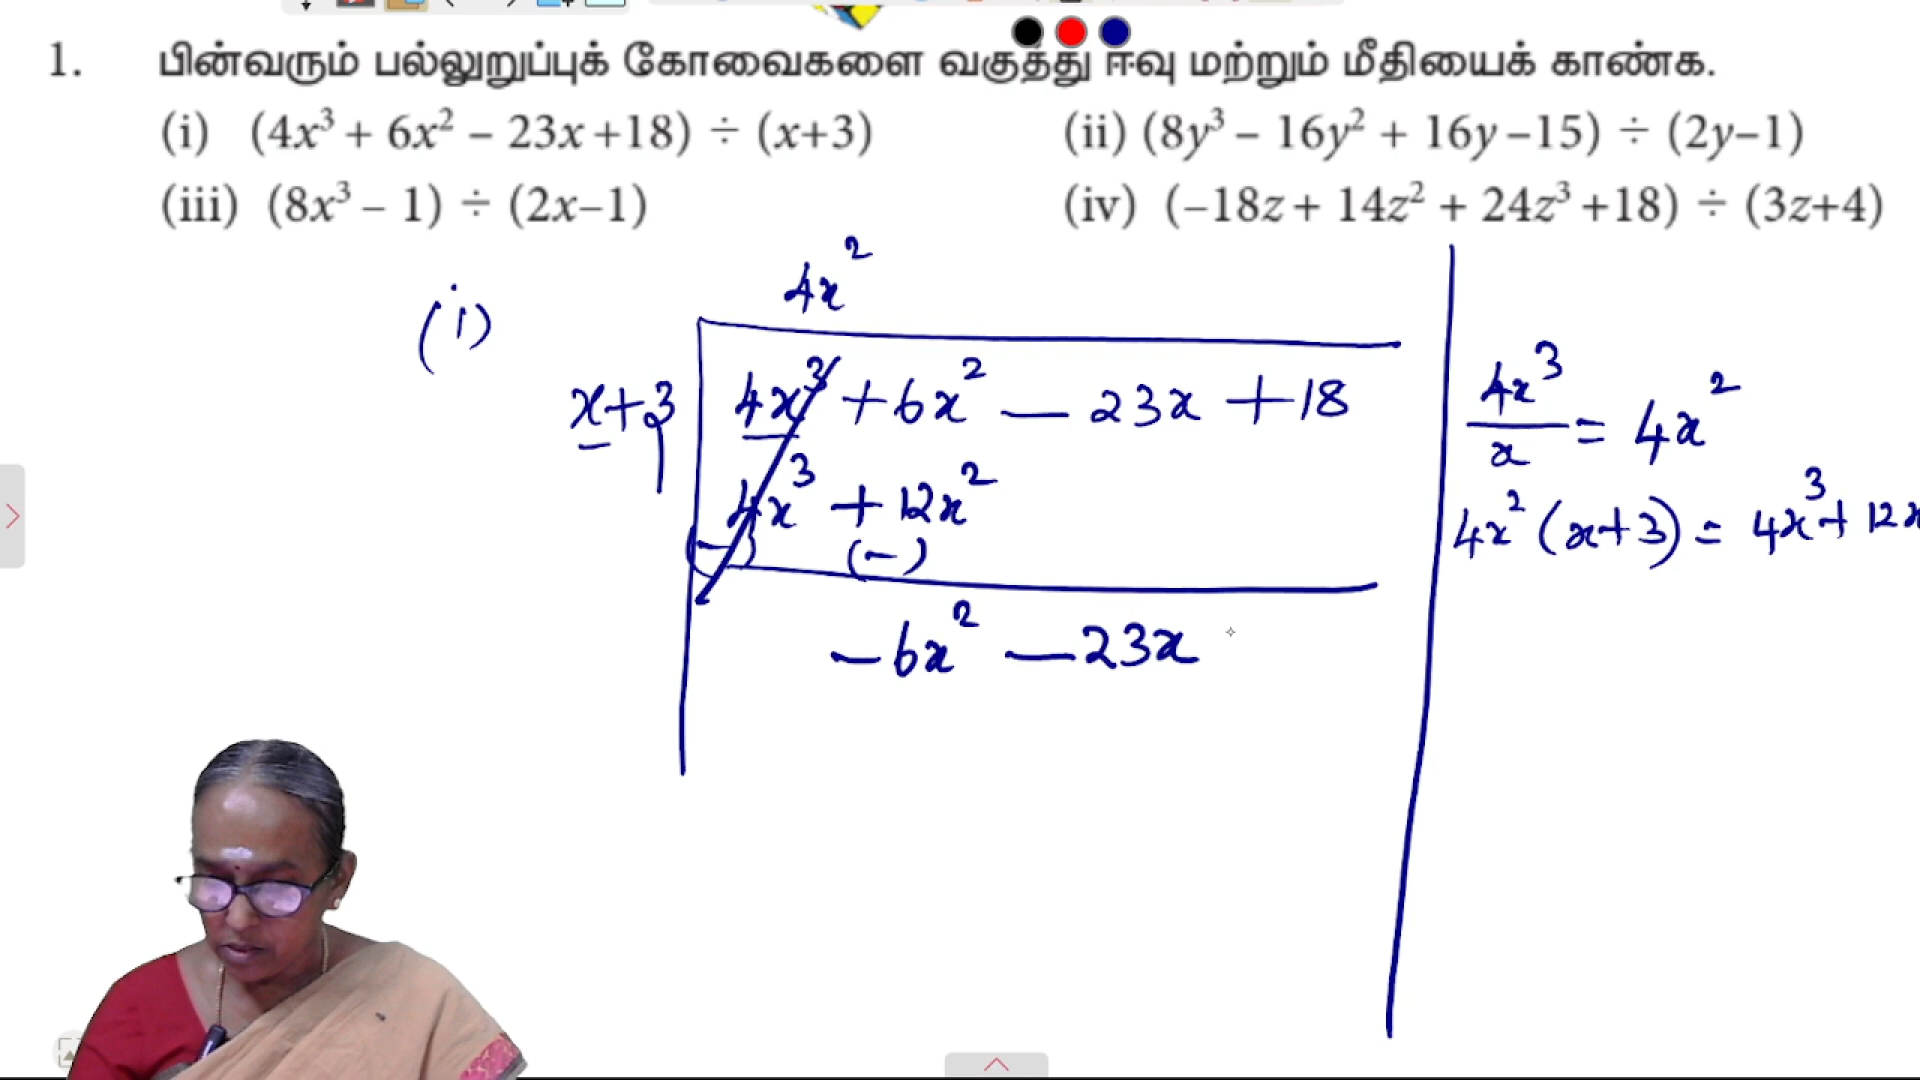 1. பின்வரும் பல்லுறுப்புக் கோவைகளை வகுத்து ஈவு மற்றும் மீதியைக் காண்க.
(i) (4x³ + 6x² – 23x +18) ÷ (x+3) (ii) (8y³ – 16y² + 16y –15) ÷ (2y–1)
(iii) (8x³ – 1) ÷ (2x–1) (iv) (–18z + 14z² + 24z³ +18) ÷ (3z+4)
(i)
4x²
x+3 4x³ + 6x² – 23x + 18
4x³ + 12x²
(–) (–)
– 6x² – 23x
4x³/x = 4x²
4x² (x+3) = 4x³ + 12x